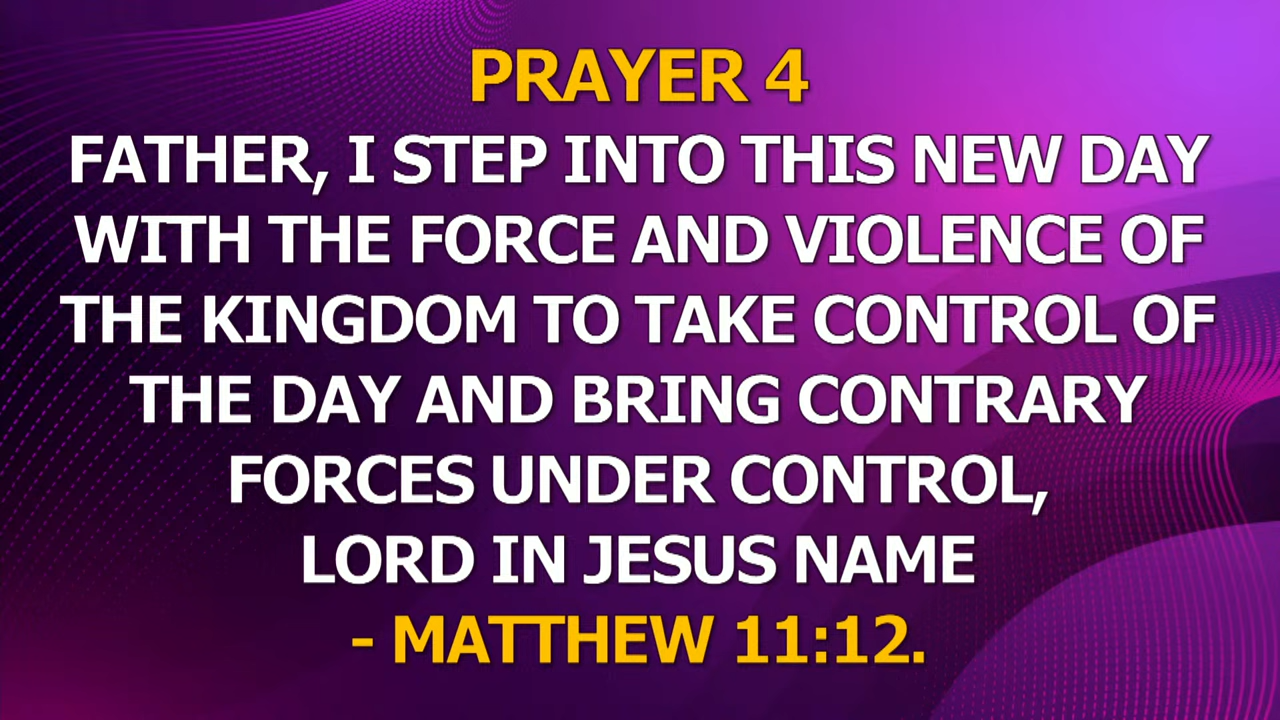 PRAYER 4
FATHER, I STEP INTO THIS NEW DAY
WITH THE FORCE AND VIOLENCE OF
THE KINGDOM TO TAKE CONTROL OF
THE DAY AND BRING CONTRARY
FORCES UNDER CONTROL,
LORD IN JESUS NAME
- MATTHEW 11:12.